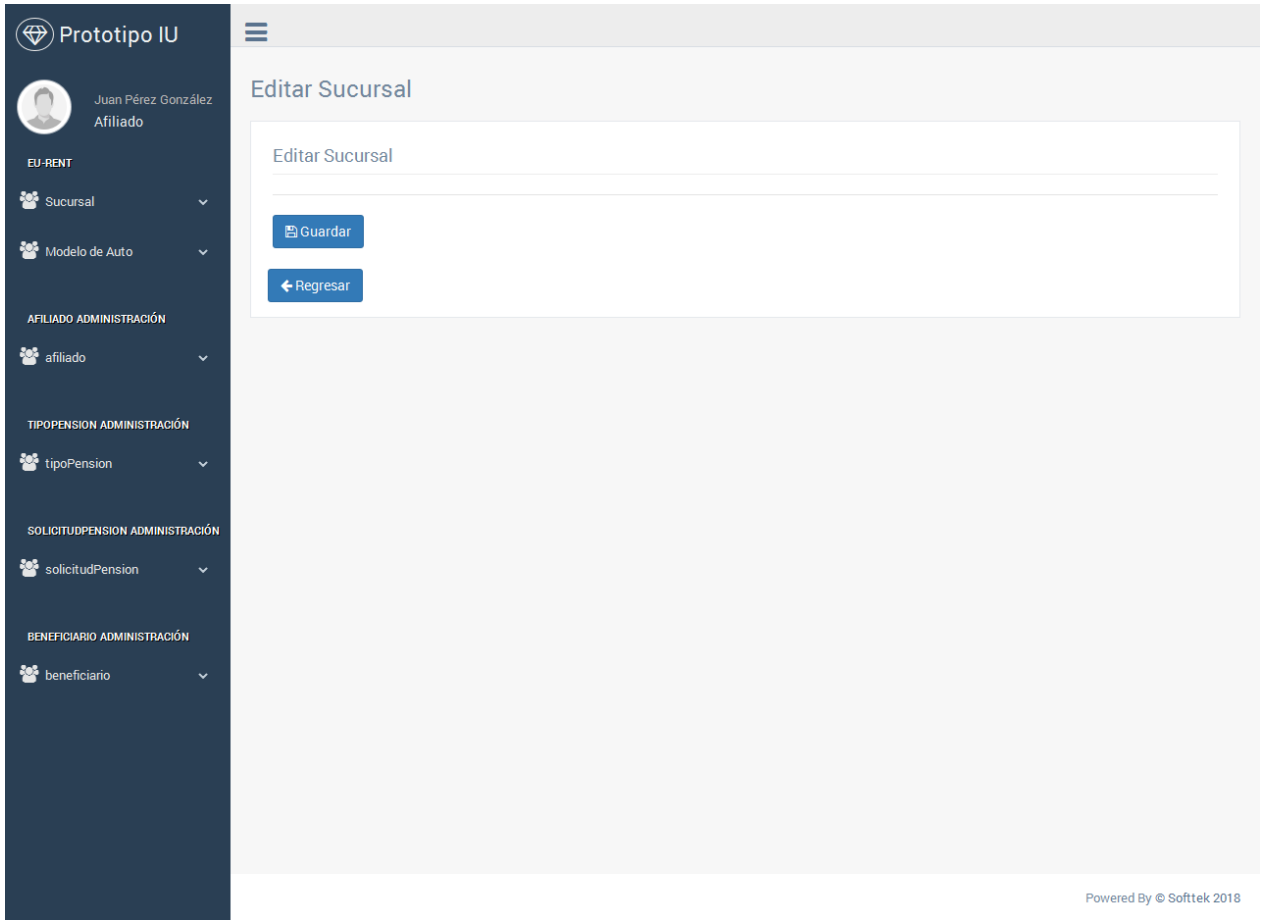 Prototipo IU
Juan Pérez González
Afiliado
EU-RENT
Sucursal
Modelo de Auto
AFILIADO ADMINISTRACIÓN
afiliado
TIPOPENSION ADMINISTRACIÓN
tipoPension
SOLICITUDPENSION ADMINISTRACIÓN
solicitudPension
BENEFICIARIO ADMINISTRACIÓN
beneficiario
Editar Sucursal
Editar Sucursal
Guardar
Regresar
Powered By © Softtek 2018